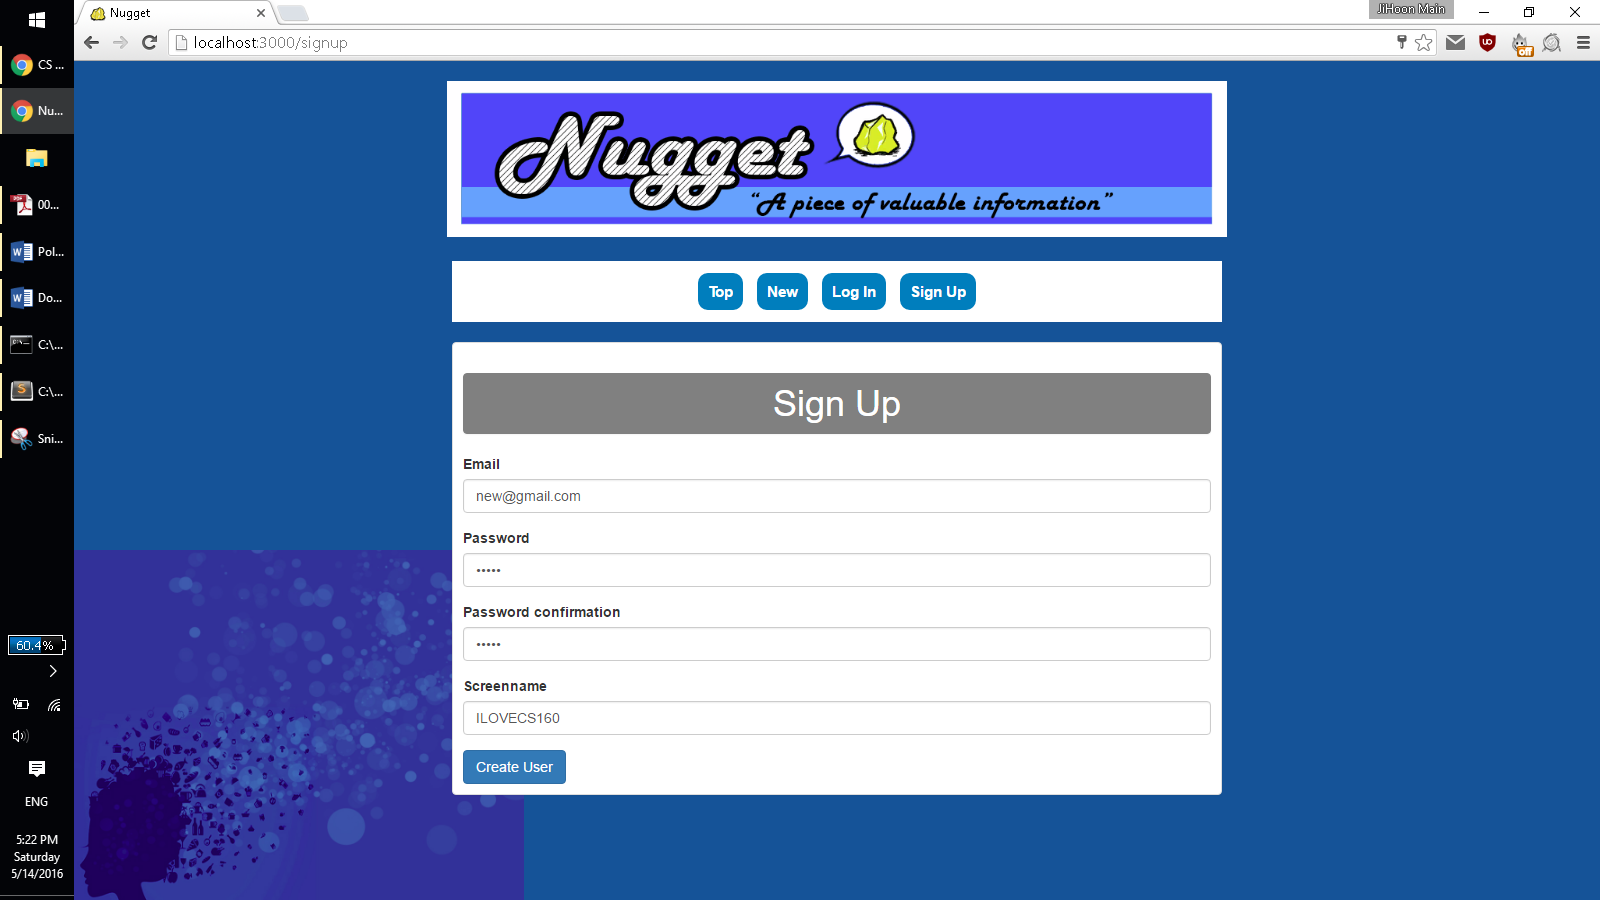 Nugget
JiHoon Main
localhost:3000/signup
CS ...
Nu...
00...
Pol...
Do...
C:\...
C:\...
Sni...
60.4%
ENG
5:22 PM
Saturday
5/14/2016
Nugget
“A piece of valuable information”
Top New Log In Sign Up
Sign Up
Email
new@gmail.com
Password
•••••
Password confirmation
•••••
Screenname
ILOVECS160
Create User